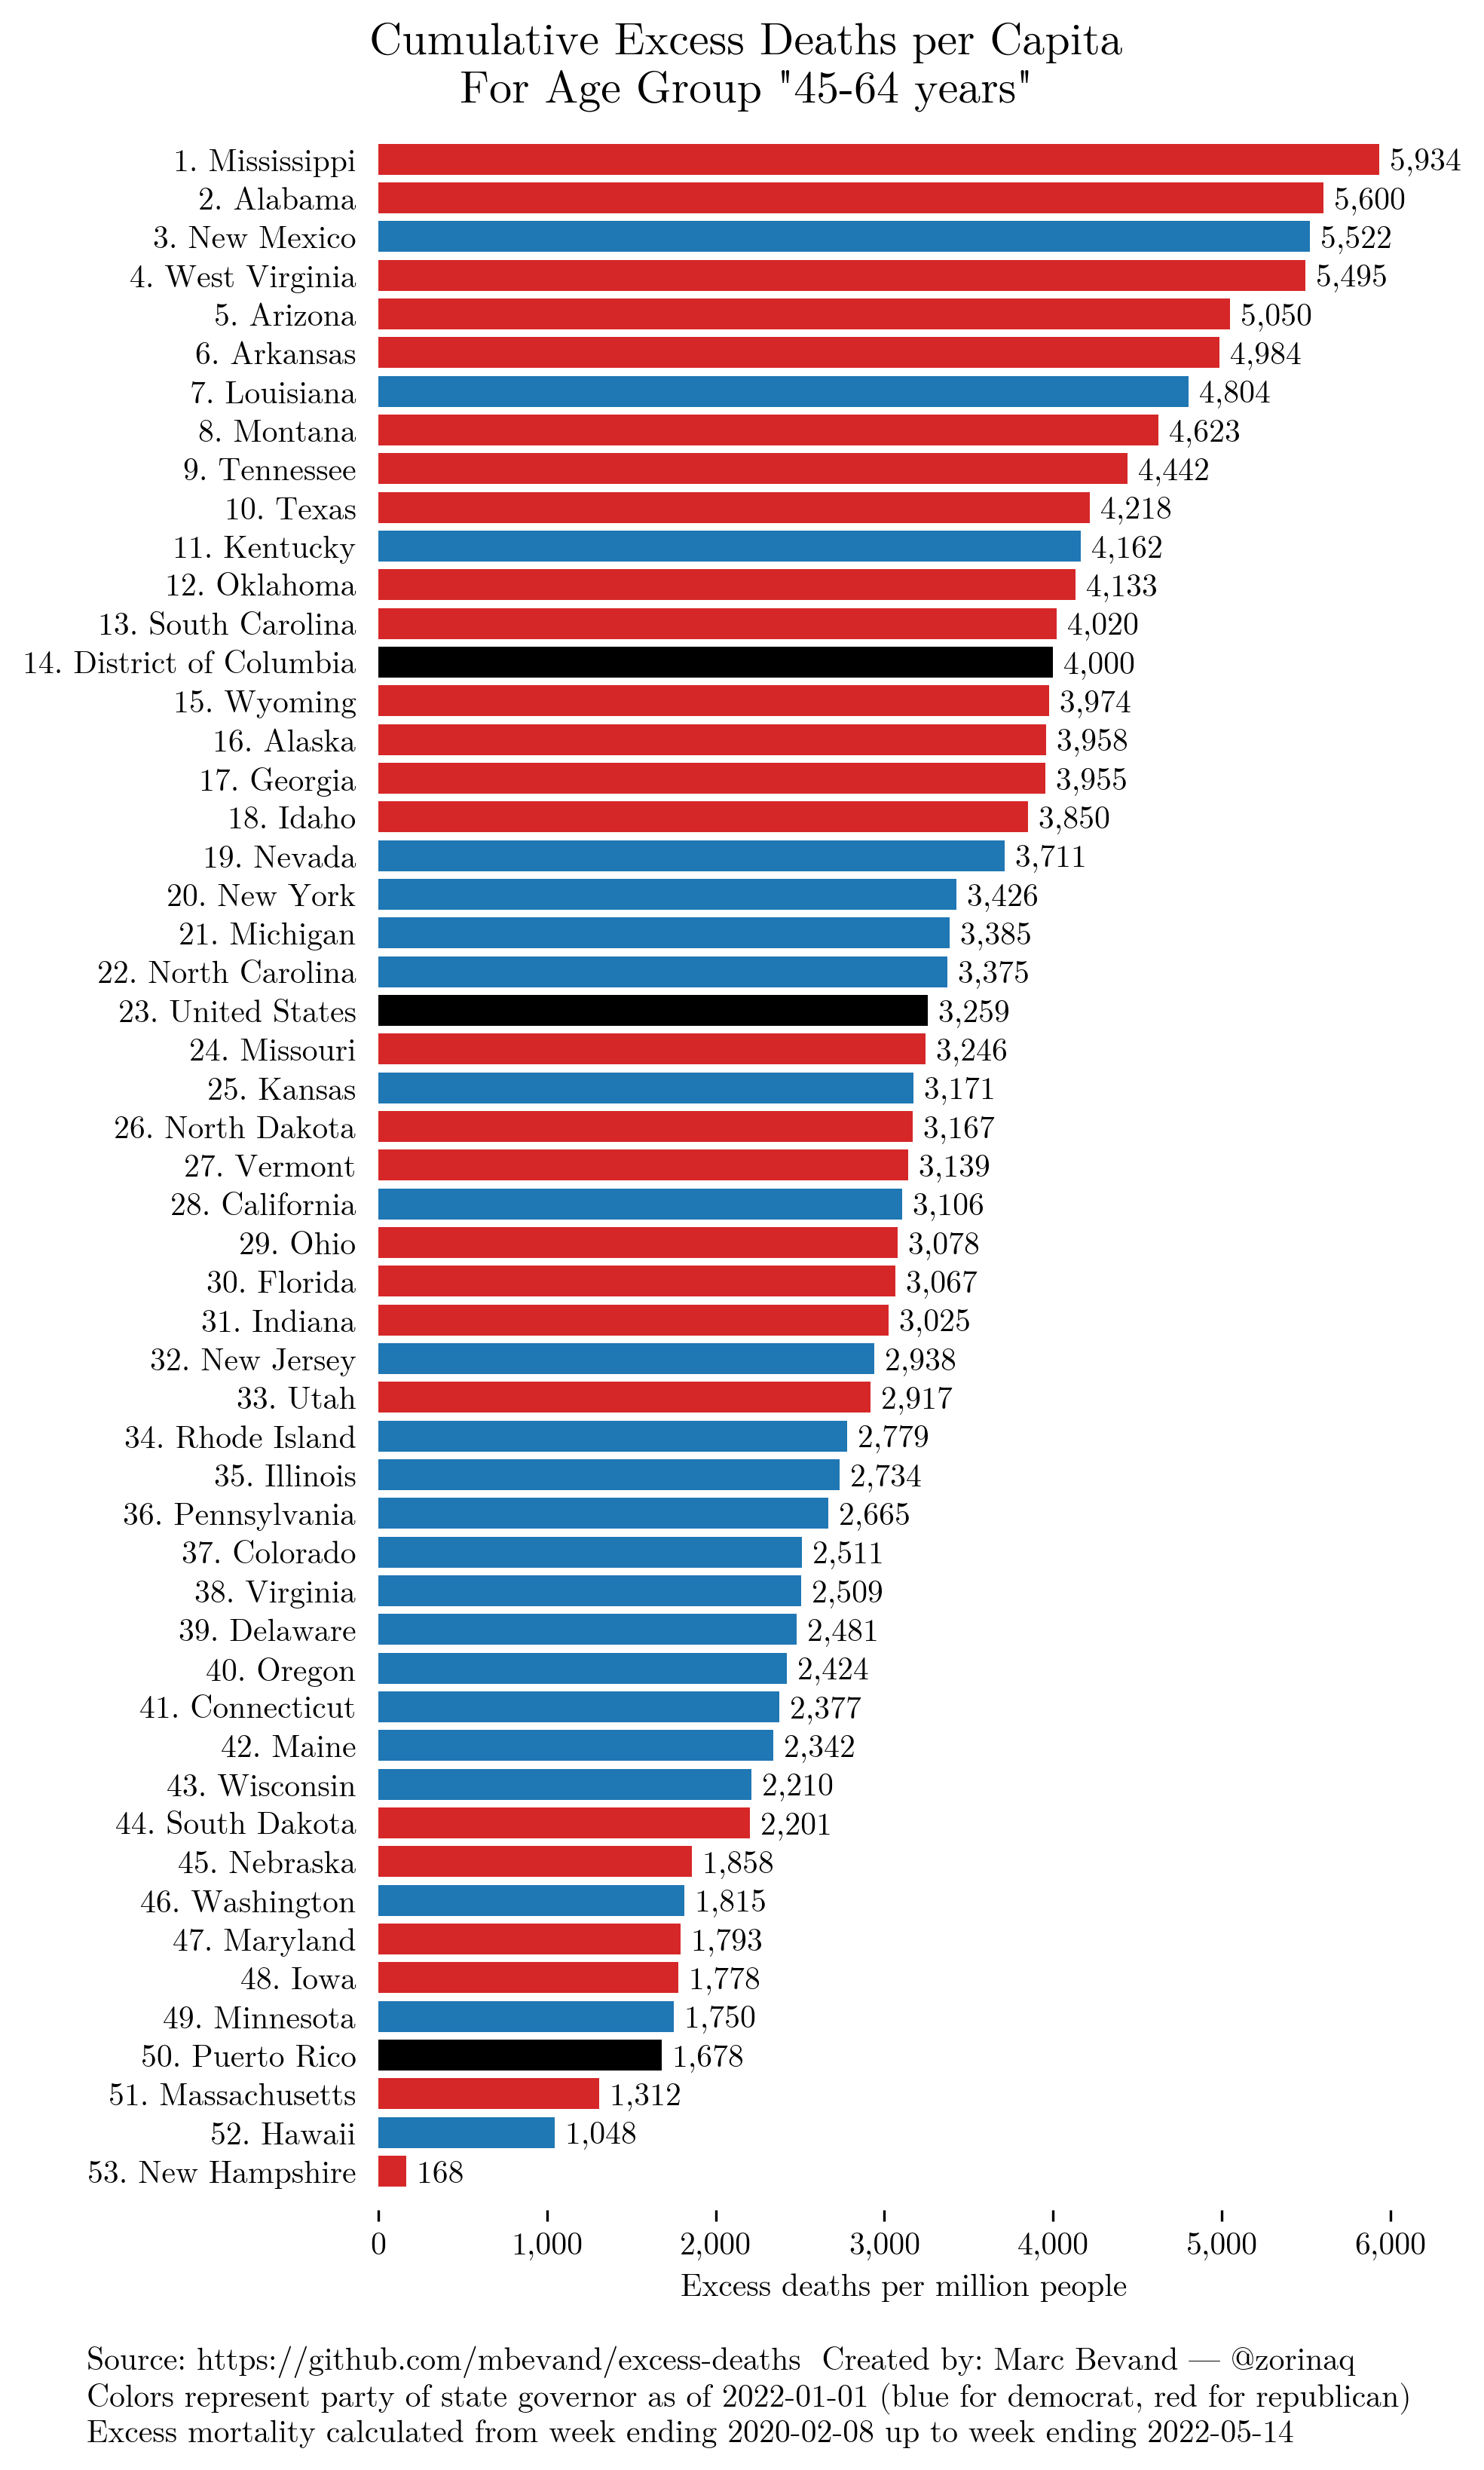 Cumulative Excess Deaths per Capita
For Age Group "45-64 years"
1. Mississippi 5,934
2. Alabama 5,600
3. New Mexico 5,522
4. West Virginia 5,495
5. Arizona 5,050
6. Arkansas 4,984
7. Louisiana 4,804
8. Montana 4,623
9. Tennessee 4,442
10. Texas 4,218
11. Kentucky 4,162
12. Oklahoma 4,133
13. South Carolina 4,020
14. District of Columbia 4,000
15. Wyoming 3,974
16. Alaska 3,958
17. Georgia 3,955
18. Idaho 3,850
19. Nevada 3,711
20. New York 3,426
21. Michigan 3,385
22. North Carolina 3,375
23. United States 3,259
24. Missouri 3,246
25. Kansas 3,171
26. North Dakota 3,167
27. Vermont 3,139
28. California 3,106
29. Ohio 3,078
30. Florida 3,067
31. Indiana 3,025
32. New Jersey 2,938
33. Utah 2,917
34. Rhode Island 2,779
35. Illinois 2,734
36. Pennsylvania 2,665
37. Colorado 2,511
38. Virginia 2,509
39. Delaware 2,481
40. Oregon 2,424
41. Connecticut 2,377
42. Maine 2,342
43. Wisconsin 2,210
44. South Dakota 2,201
45. Nebraska 1,858
46. Washington 1,815
47. Maryland 1,793
48. Iowa 1,778
49. Minnesota 1,750
50. Puerto Rico 1,678
51. Massachusetts 1,312
52. Hawaii 1,048
53. New Hampshire 168
0 1,000 2,000 3,000 4,000 5,000 6,000
Excess deaths per million people
Source: https://github.com/mbevand/excess-deaths Created by: Marc Bevand — @zorinaq
Colors represent party of state governor as of 2022-01-01 (blue for democrat, red for republican)
Excess mortality calculated from week ending 2020-02-08 up to week ending 2022-05-14